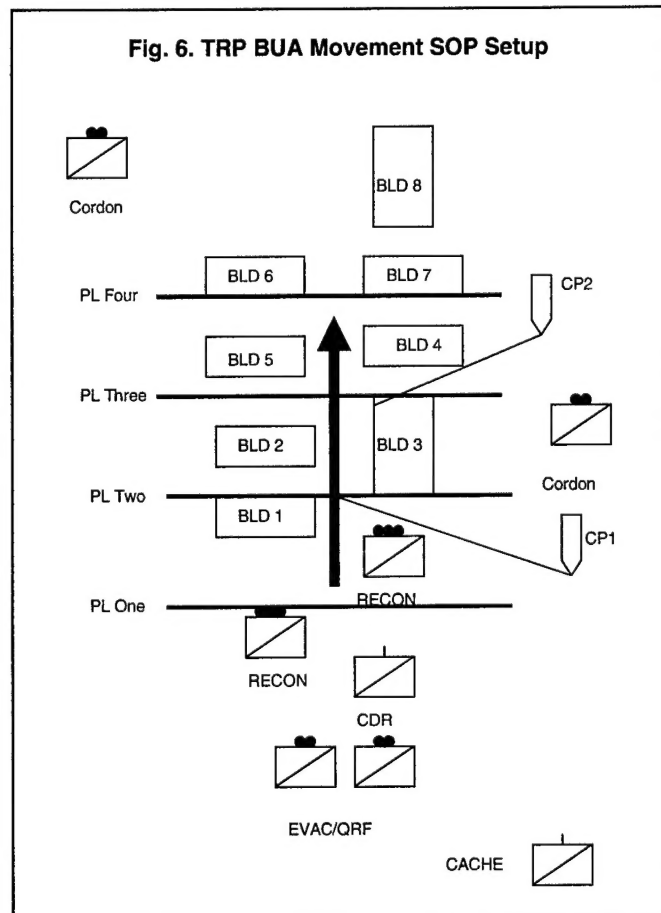 Fig. 6. TRP BUA Movement SOP Setup
Cordon
BLD 8
BLD 6
BLD 7
CP2
PL Four
BLD 5
BLD 4
PL Three
BLD 2
BLD 3
Cordon
PL Two
BLD 1
CP1
RECON
PL One
RECON
CDR
EVAC/QRF
CACHE